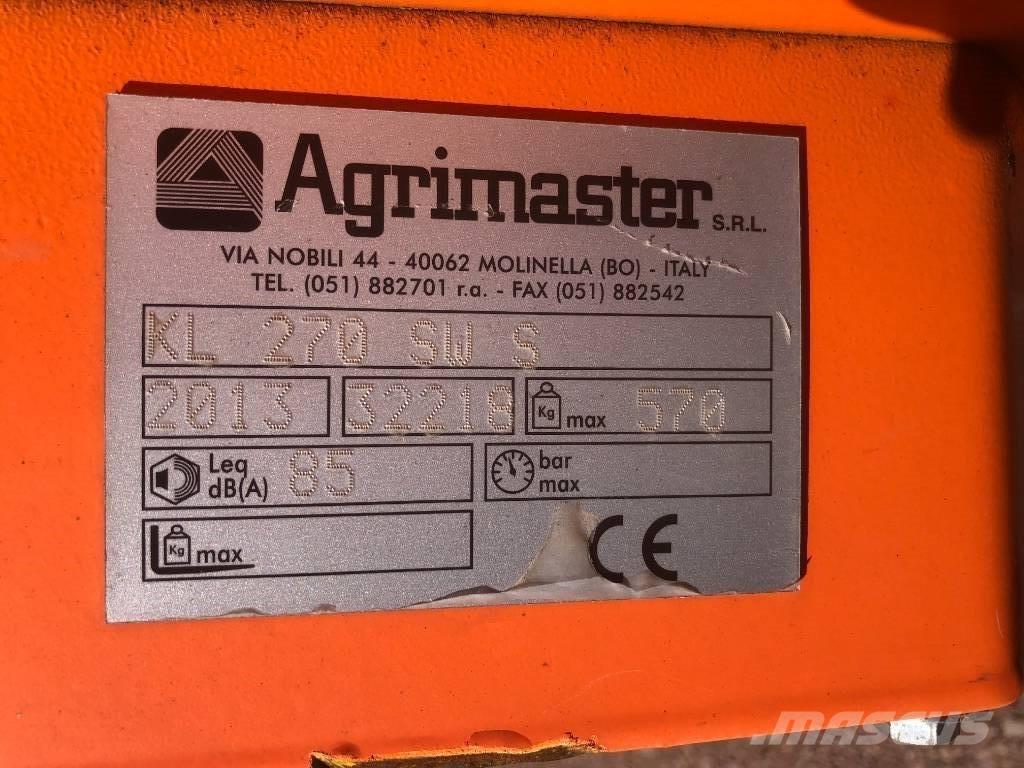 Agrimaster S.R.L.
VIA NOBILI 44 - 40062 MOLINELLA (BO) - ITALY
TEL. (051) 882701 r.a. - FAX (051) 882542
KL 270 SW S
2013 32218 Kg max 570
Leq dB(A) 85 bar max
Kg max CE
MASCUS